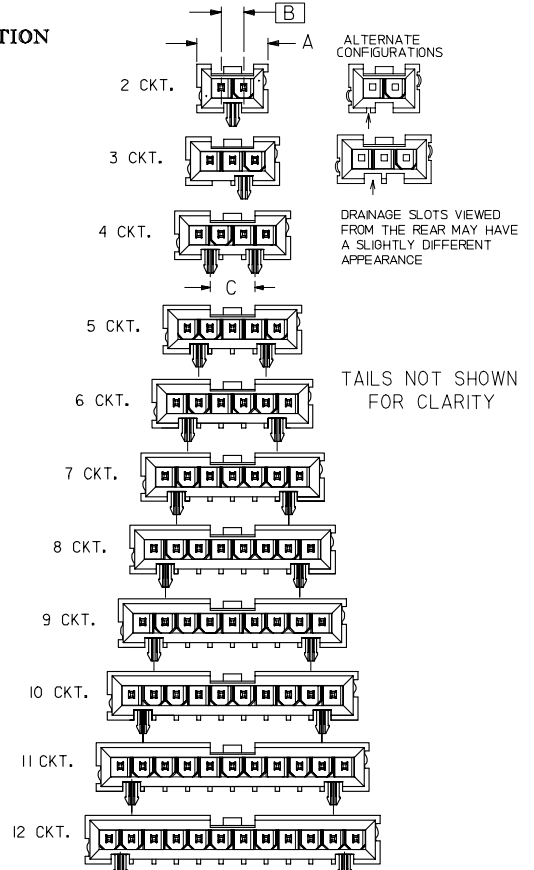 TION
B
A
ALTERNATE
CONFIGURATIONS
2 CKT.
3 CKT.
4 CKT.
DRAINAGE SLOTS VIEWED
FROM THE REAR MAY HAVE
A SLIGHTLY DIFFERENT
APPEARANCE
C
5 CKT.
TAILS NOT SHOWN
FOR CLARITY
6 CKT.
7 CKT.
8 CKT.
9 CKT.
10 CKT.
11 CKT.
12 CKT.